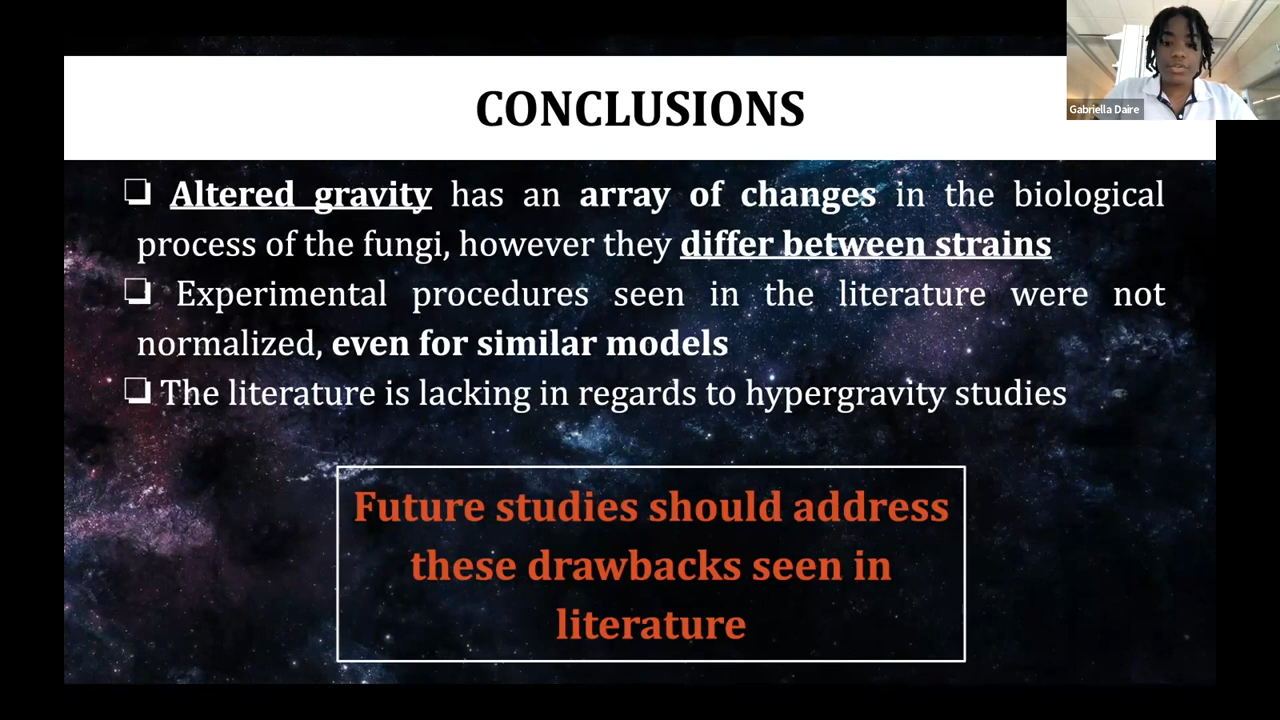 CONCLUSIONS
Gabriella Daire
❑ Altered gravity has an array of changes in the biological
process of the fungi, however they differ between strains
❑ Experimental procedures seen in the literature were not
normalized, even for similar models
❑ The literature is lacking in regards to hypergravity studies
Future studies should address
these drawbacks seen in
literature